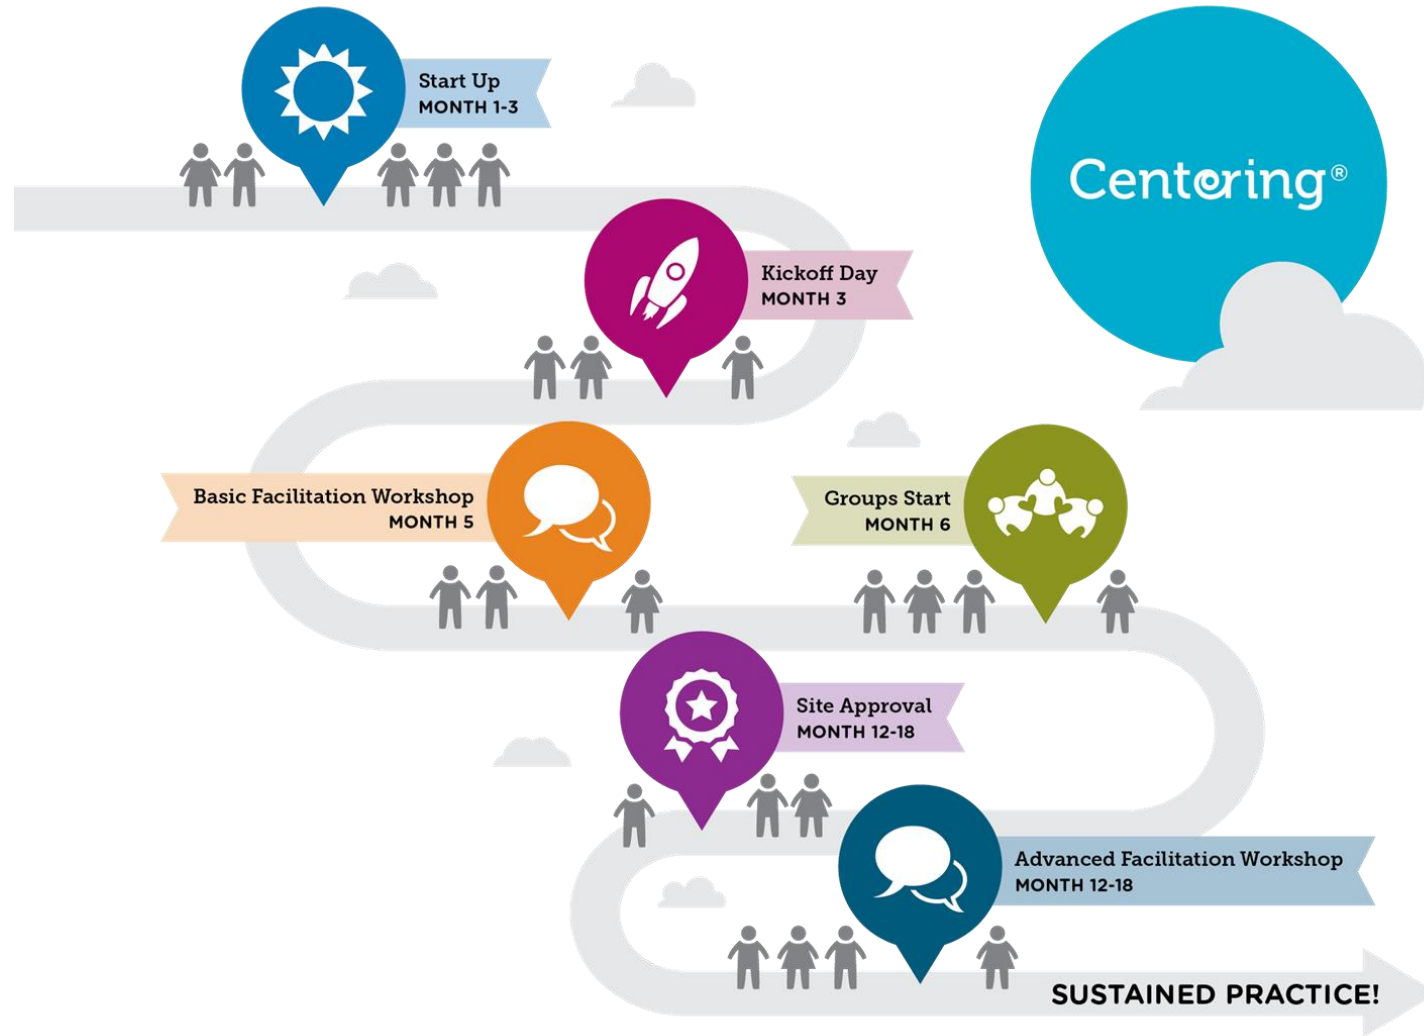 Start Up
MONTH 1-3
Centering®
Kickoff Day
MONTH 3
Basic Facilitation Workshop
MONTH 5
Groups Start
MONTH 6
Site Approval
MONTH 12-18
Advanced Facilitation Workshop
MONTH 12-18
SUSTAINED PRACTICE!